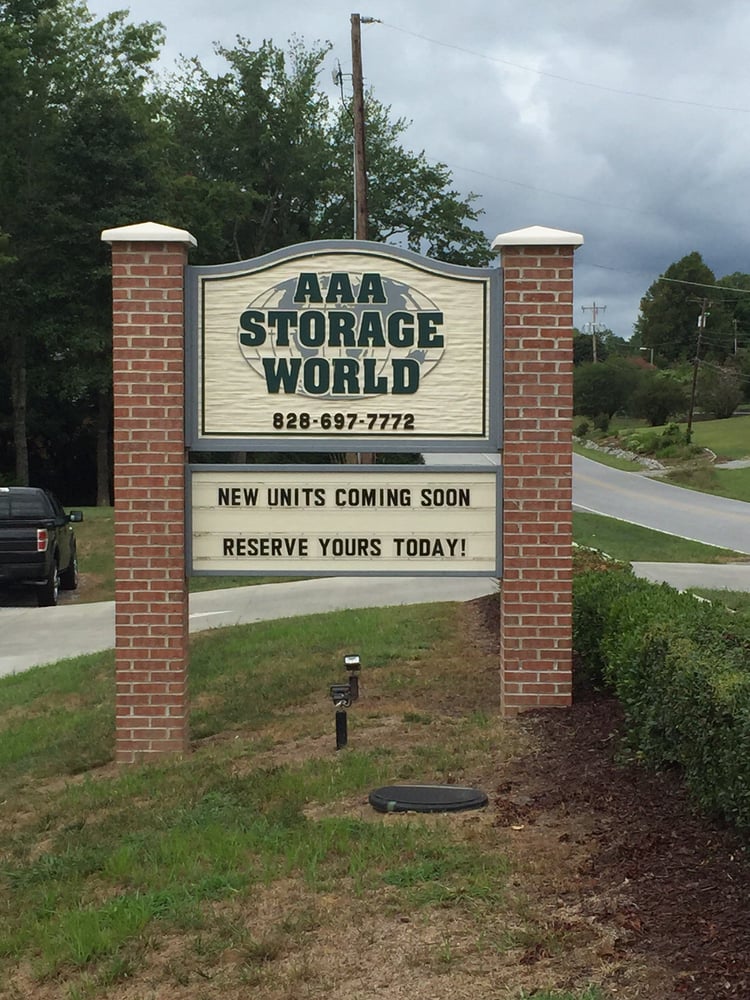 AAA
STORAGE
WORLD
828-697-7772
NEW UNITS COMING SOON
RESERVE YOURS TODAY!